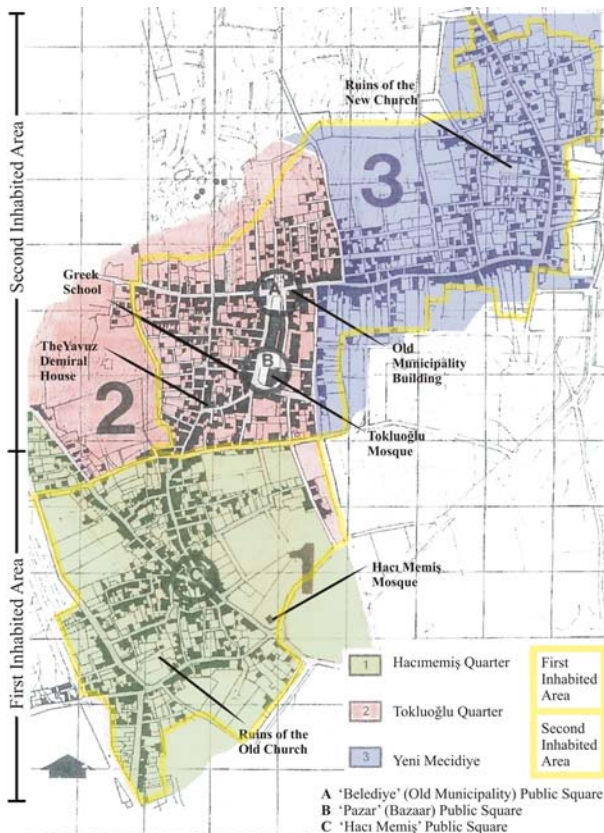 Second Inhabited Area
First Inhabited Area
Ruins of the
New Church
3
Greek
School
TheYavuz
Demiral
House
A
B
Old
Municipality
Building
2
Tokluoğlu
Mosque
1
C
Hacı Memiş
Mosque
Ruins of the
Old Church
1 Hacımemiş Quarter
2 Tokluoğlu Quarter
3 Yeni Mecidiye
First
Inhabited
Area
Second
Inhabited
Area
A ‘Belediye’ (Old Municipality) Public Square
B ‘Pazar’ (Bazaar) Public Square
C ‘Hacı Memiş’ Public Square